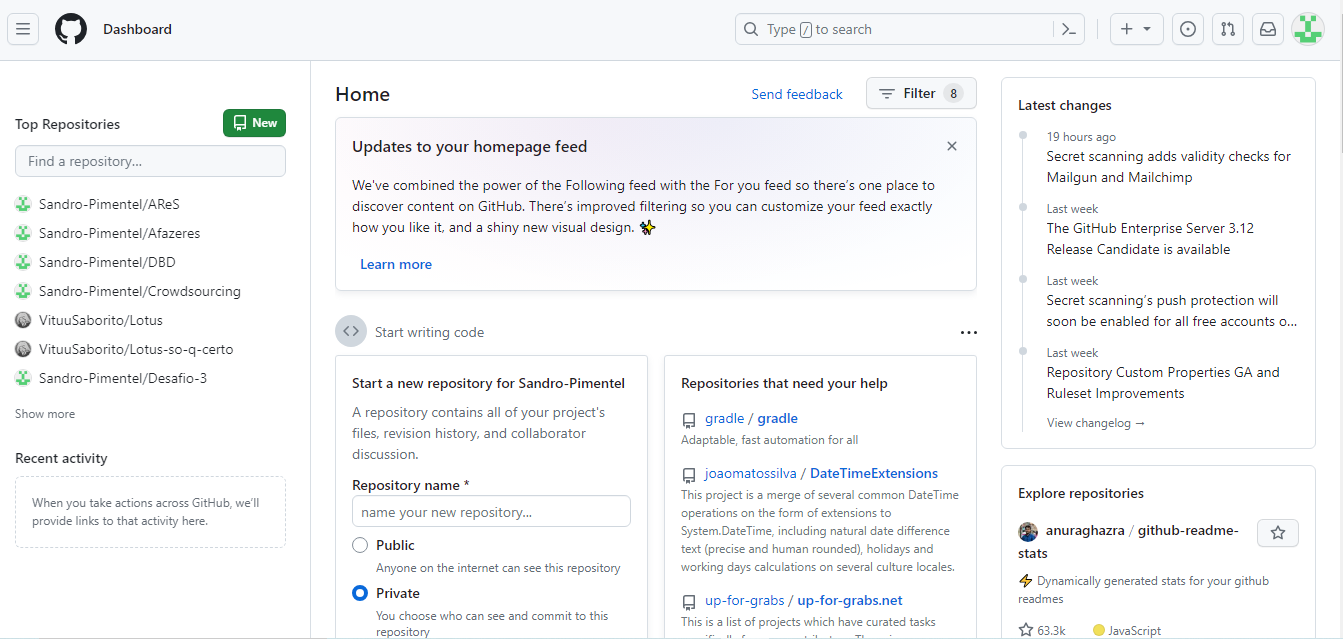 Dashboard
Type / to search
Top Repositories
New
Find a repository...
Sandro-Pimentel/AReS
Sandro-Pimentel/Afazeres
Sandro-Pimentel/DBD
Sandro-Pimentel/Crowdsourcing
VituuSaborito/Lotus
VituuSaborito/Lotus-so-q-certo
Sandro-Pimentel/Desafio-3
Show more
Recent activity
When you take actions across GitHub, we'll
provide links to that activity here.
Home
Send feedback
Filter 8
Updates to your homepage feed
We've combined the power of the Following feed with the For you feed so there's one place to
discover content on GitHub. There's improved filtering so you can customize your feed exactly
how you like it, and a shiny new visual design. ✨
Learn more
Start writing code
Start a new repository for Sandro-Pimentel
A repository contains all of your project's
files, revision history, and collaborator
discussion.
Repository name *
name your new repository...
Public
Anyone on the internet can see this repository
Private
You choose who can see and commit to this
repository
Repositories that need your help
gradle / gradle
Adaptable, fast automation for all
joaomatossilva / DateTimeExtensions
This project is a merge of several common DateTime
operations on the form of extensions to
System.DateTime, including natural date difference
text (precise and human rounded), holidays and
working days calculations on several culture locales.
up-for-grabs / up-for-grabs.net
This is a list of projects which have curated tasks
Latest changes
19 hours ago
Secret scanning adds validity checks for
Mailgun and Mailchimp
Last week
The GitHub Enterprise Server 3.12
Release Candidate is available
Last week
Secret scanning's push protection will
soon be enabled for all free accounts o...
Last week
Repository Custom Properties GA and
Ruleset Improvements
View changelog →
Explore repositories
anuraghazra / github-readme-
stats
⚡ Dynamically generated stats for your github
readmes
63.3k
JavaScript